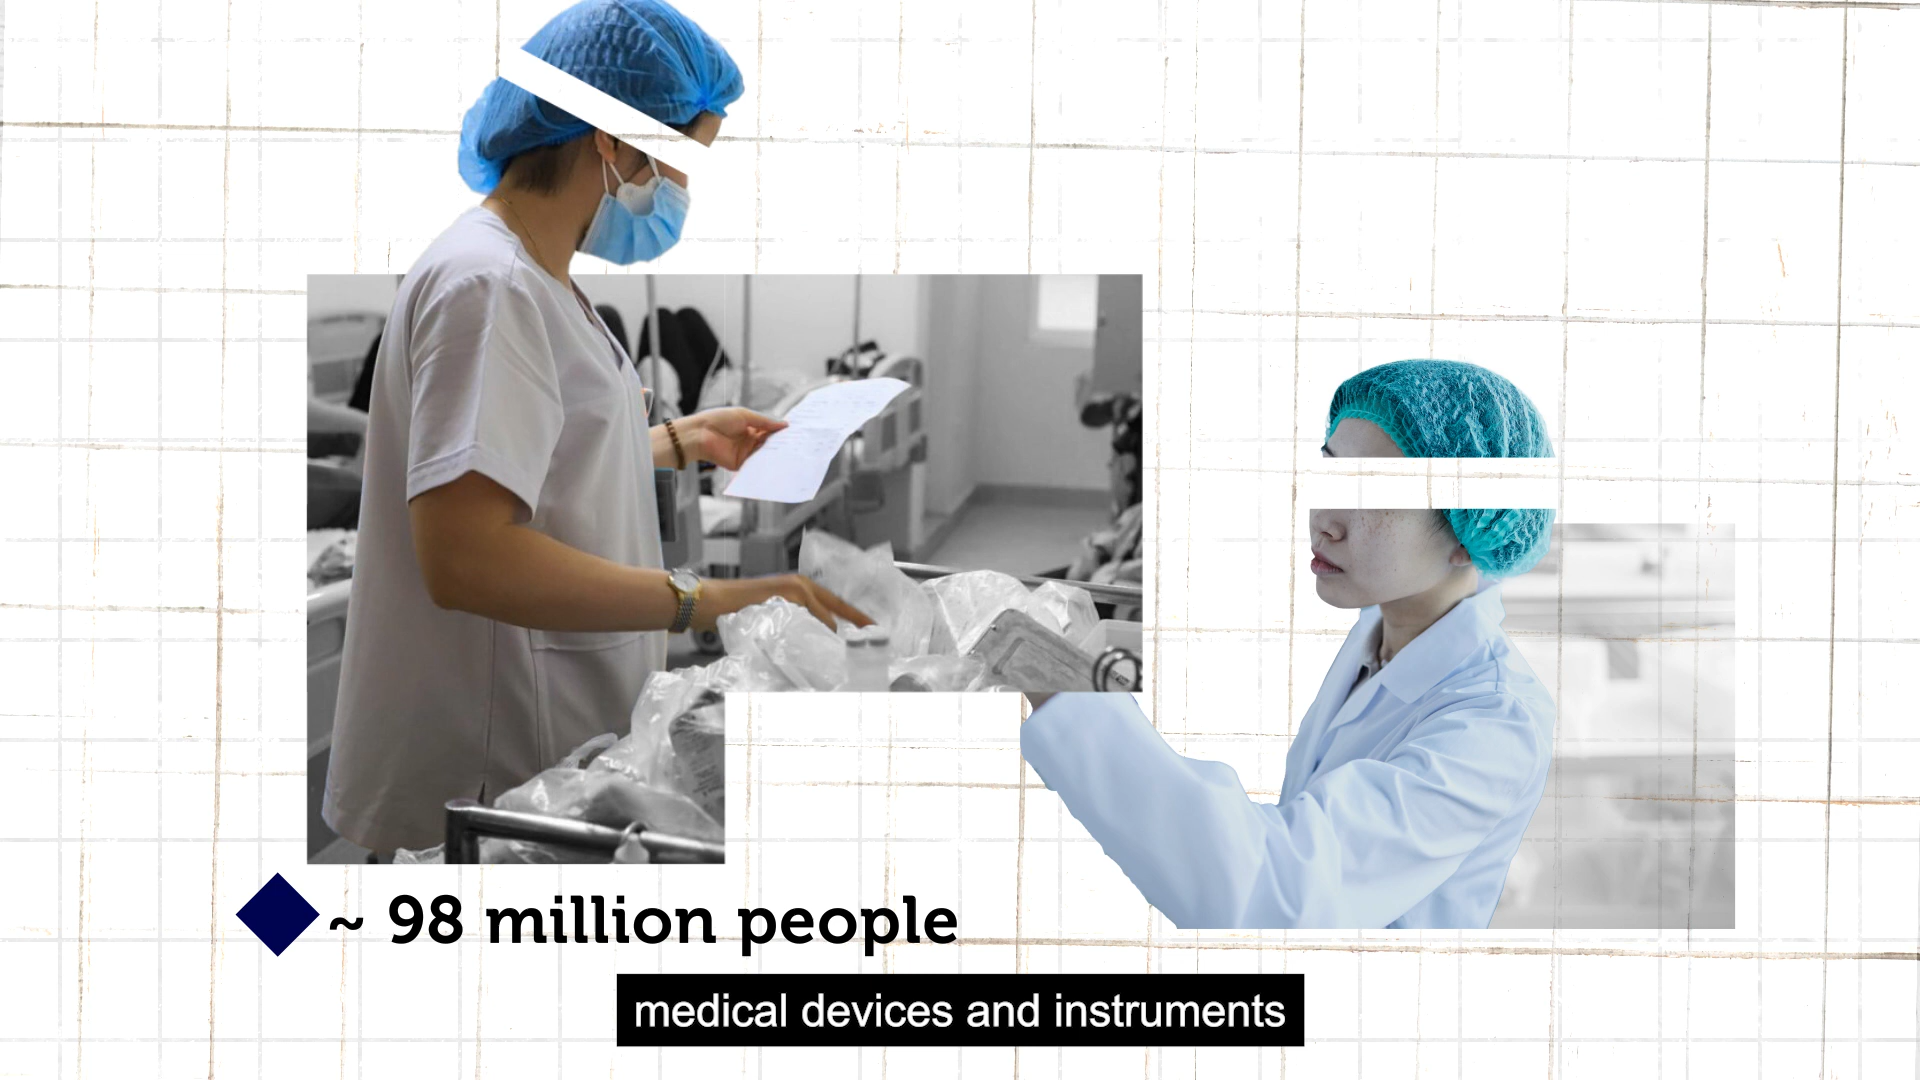 ~ 98 million people
medical devices and instruments